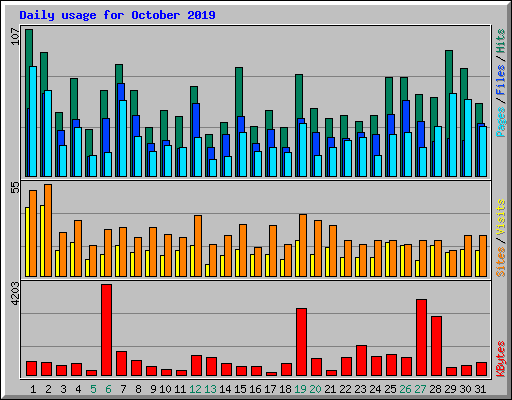 Daily usage for October 2019
107
Pages / Files / Hits
55
Sites / Visits
4203
KBytes
1 2 3 4 5 6 7 8 9 10 11 12 13 14 15 16 17 18 19 20 21 22 23 24 25 26 27 28 29 30 31